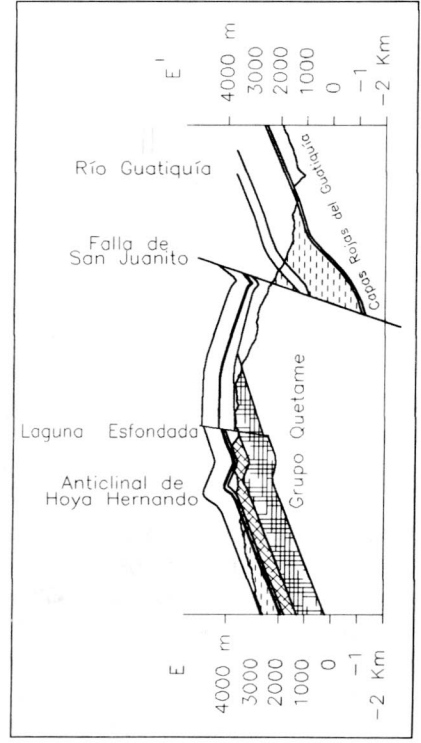 E
4000 m
3000
2000
1000
0
-1
-2 Km
Anticlinal de
Hoya Hernando
Laguna Esfondada
Grupo Quetame
Falla de
San Juanito
Río Guatiquía
Capas Rojas del Guatiquía
E'
4000 m
3000
2000
1000
0
-1
-2 Km